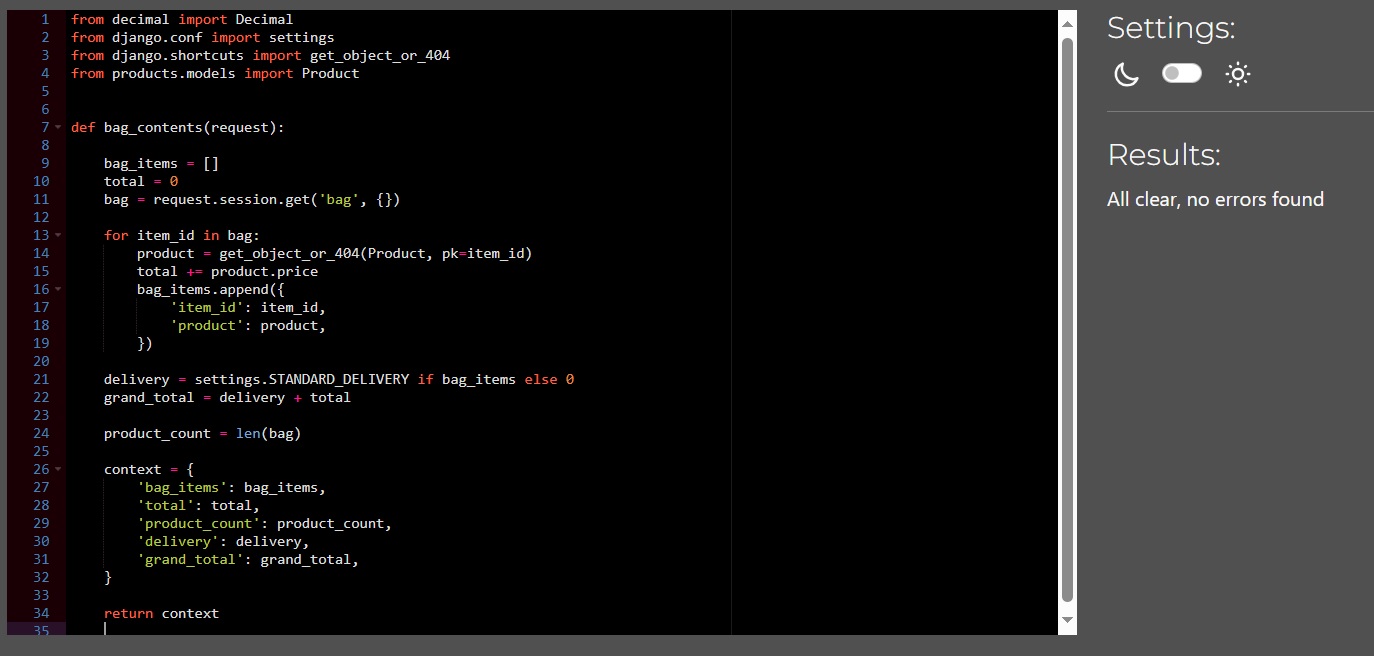 1 from decimal import Decimal
2 from django.conf import settings
3 from django.shortcuts import get_object_or_404
4 from products.models import Product
5
6
7 def bag_contents(request):
8
9     bag_items = []
10     total = 0
11     bag = request.session.get('bag', {})
12
13     for item_id in bag:
14         product = get_object_or_404(Product, pk=item_id)
15         total += product.price
16         bag_items.append({
17             'item_id': item_id,
18             'product': product,
19         })
20
21     delivery = settings.STANDARD_DELIVERY if bag_items else 0
22     grand_total = delivery + total
23
24     product_count = len(bag)
25
26     context = {
27         'bag_items': bag_items,
28         'total': total,
29         'product_count': product_count,
30         'delivery': delivery,
31         'grand_total': grand_total,
32     }
33
34     return context
35
Settings:
Results:
All clear, no errors found